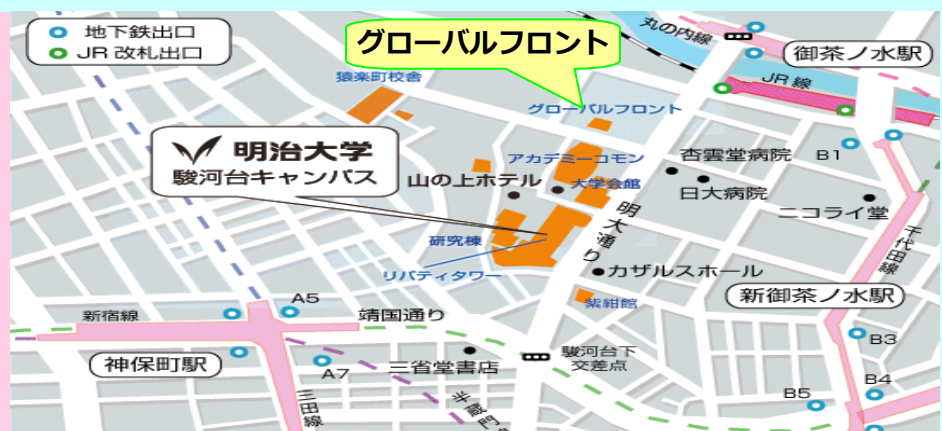 地下鉄出口
JR 改札出口
グローバルフロント
丸の内線
御茶ノ水駅
JR 線
猿楽町校舎
グローバルフロント
明治大学
駿河台キャンパス
アカデミーコモン
杏雲堂病院
B1
山の上ホテル
大学会館
日大病院
ニコライ堂
明大通り
千代田線
研究棟
リバティタワー
カザルスホール
新御茶ノ水駅
紫紺館
A5
新宿線
靖国通り
B3
神保町駅
A7
三省堂書店
駿河台下
交差点
B4
B5
三田線
半蔵門